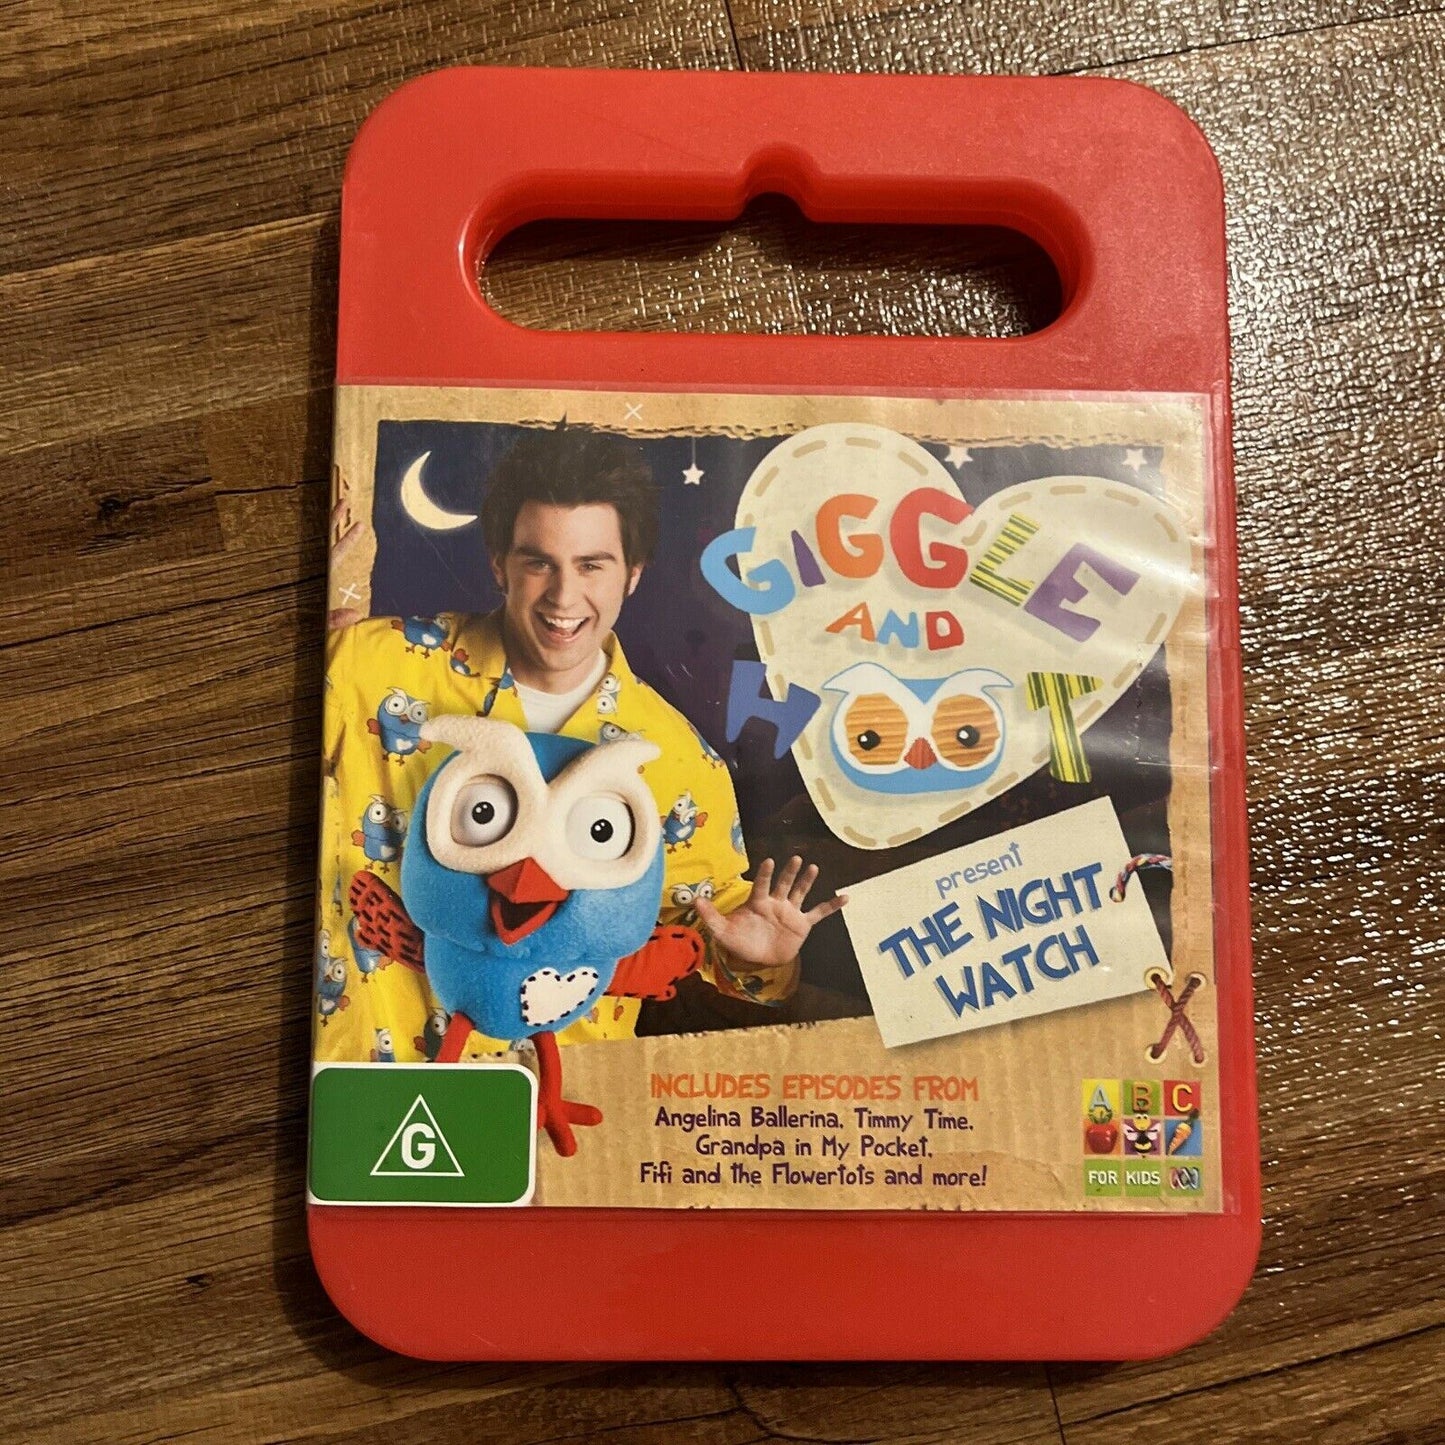 GIGGLE
AND
HOOT
present
THE NIGHT
WATCH
INCLUDES EPISODES FROM
Angelina Ballerina, Timmy Time,
Grandpa in My Pocket,
Fifi and the Flowertots and more!
G
ABC
FOR KIDS